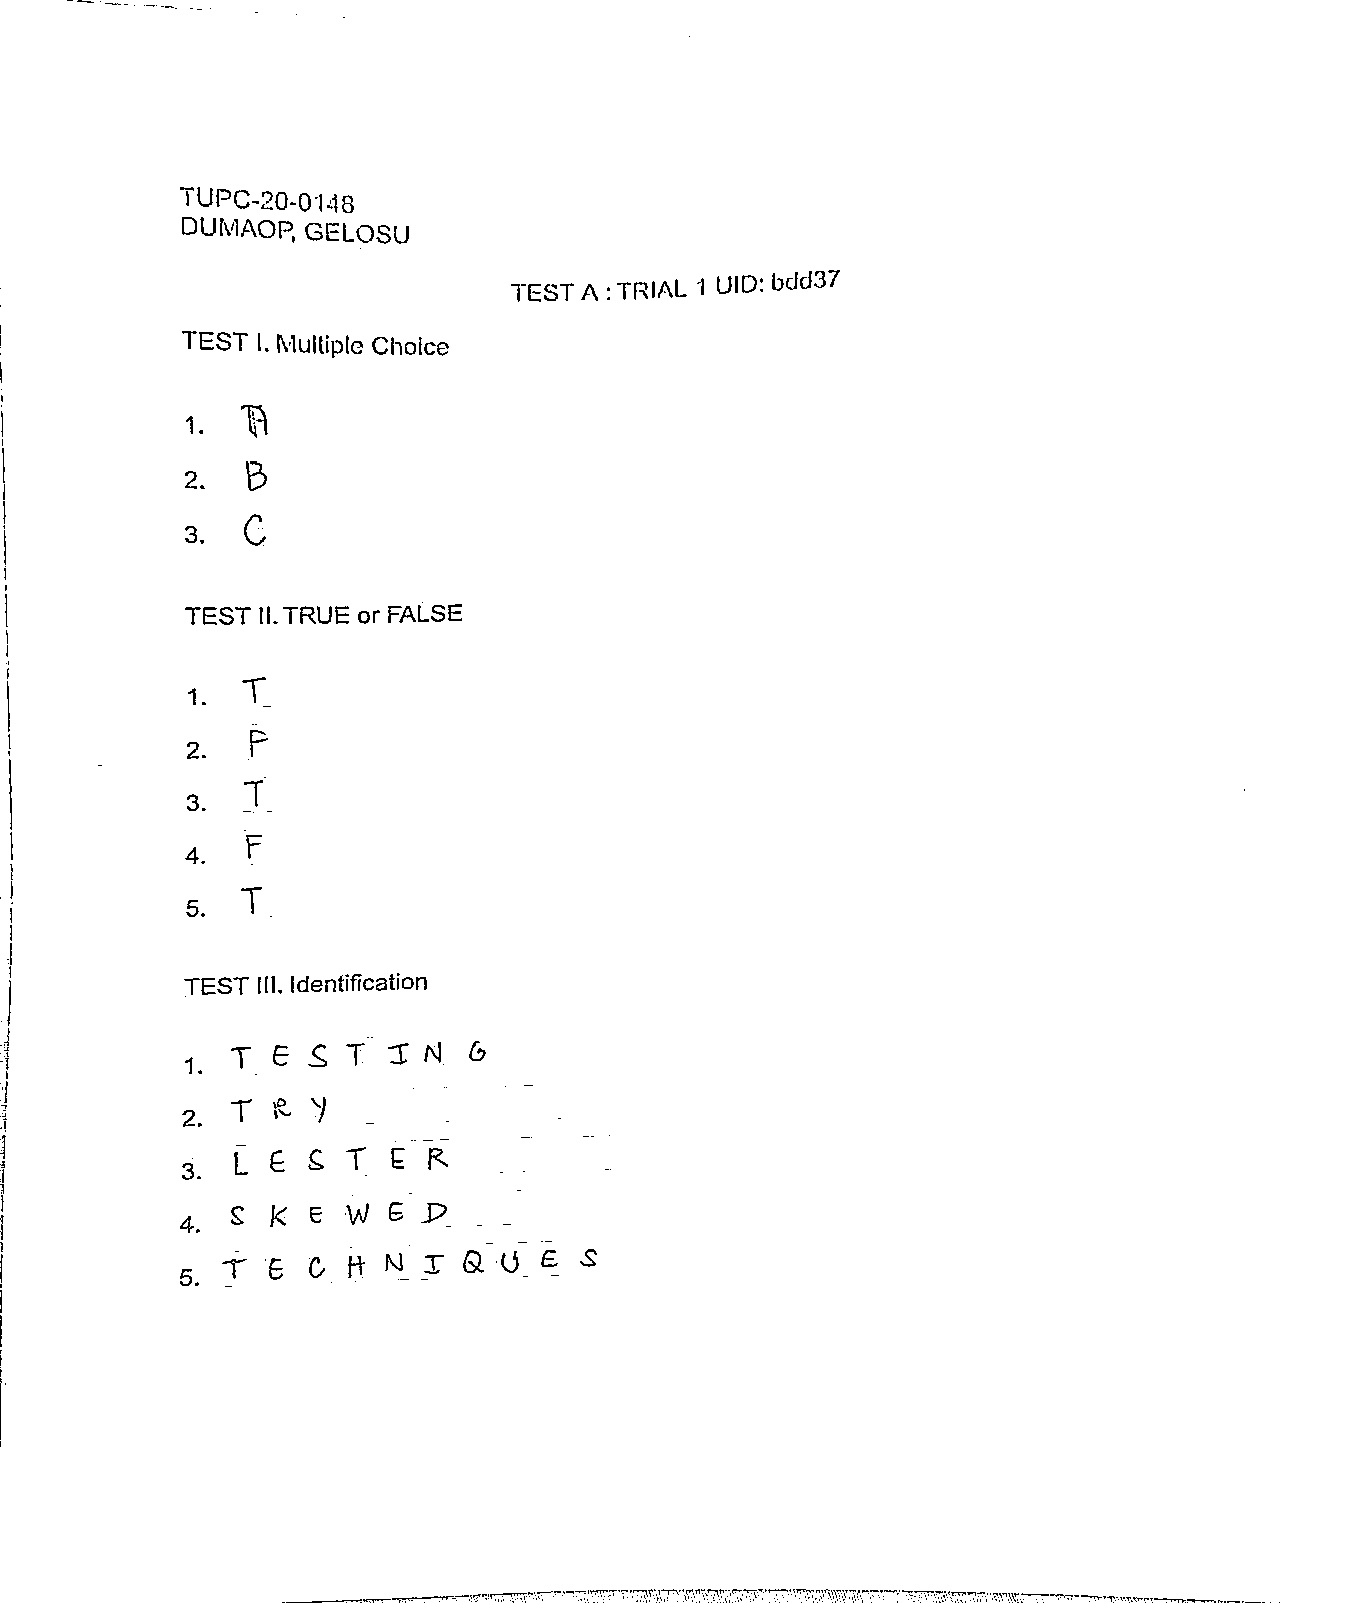 TUPC-20-0148
DUMAOP, GELOSU
TEST A : TRIAL 1 UID: bdd37
TEST I. Multiple Choice
1. A
2. B
3. C
TEST II. TRUE or FALSE
1. T
2. F
3. T
4. F
5. T
TEST III. Identification
1. T E S T I N G
2. T R Y
3. L E S T E R
4. S K E W E D
5. T E C H N I Q U E S